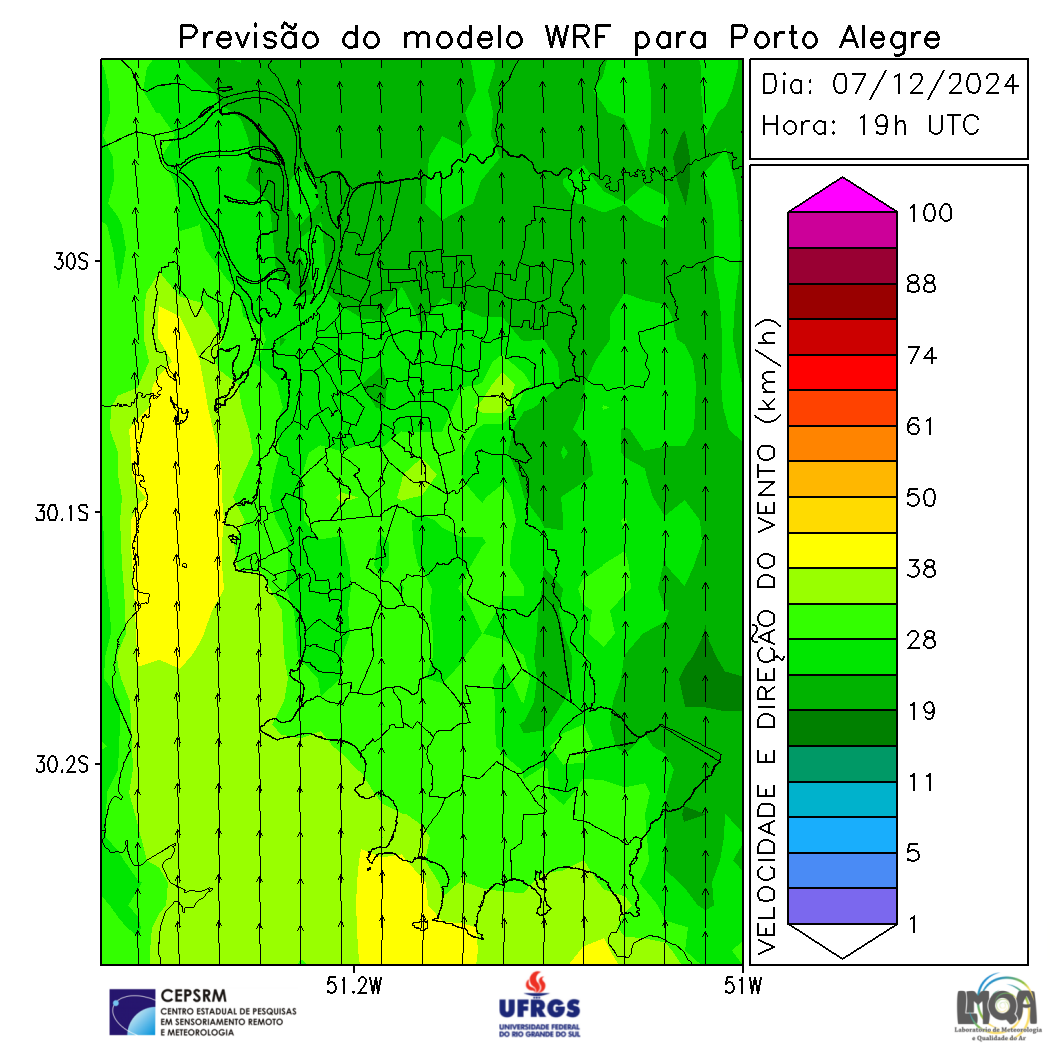 Previsão do modelo WRF para Porto Alegre
Dia: 07/12/2024
Hora: 19h UTC
30S
30.1S
30.2S
51.2W
51W
VELOCIDADE E DIREÇÃO DO VENTO (km/h)
100
88
74
61
50
38
28
19
11
5
1
CEPSRM
CENTRO ESTADUAL DE PESQUISAS
EM SENSORIAMENTO REMOTO
E METEOROLOGIA
UFRGS
UNIVERSIDADE FEDERAL
DO RIO GRANDE DO SUL
LMQA
Laboratório de Meteorologia
e Qualidade do Ar